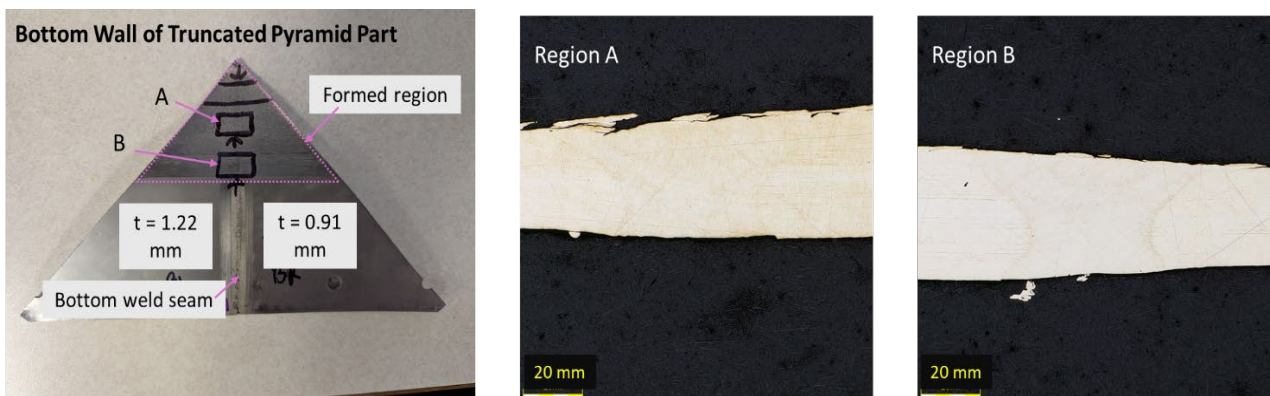 Bottom Wall of Truncated Pyramid Part
A
Formed region
B
t = 1.22
mm
t = 0.91
mm
Bottom weld seam
Region A
20 mm
Region B
20 mm